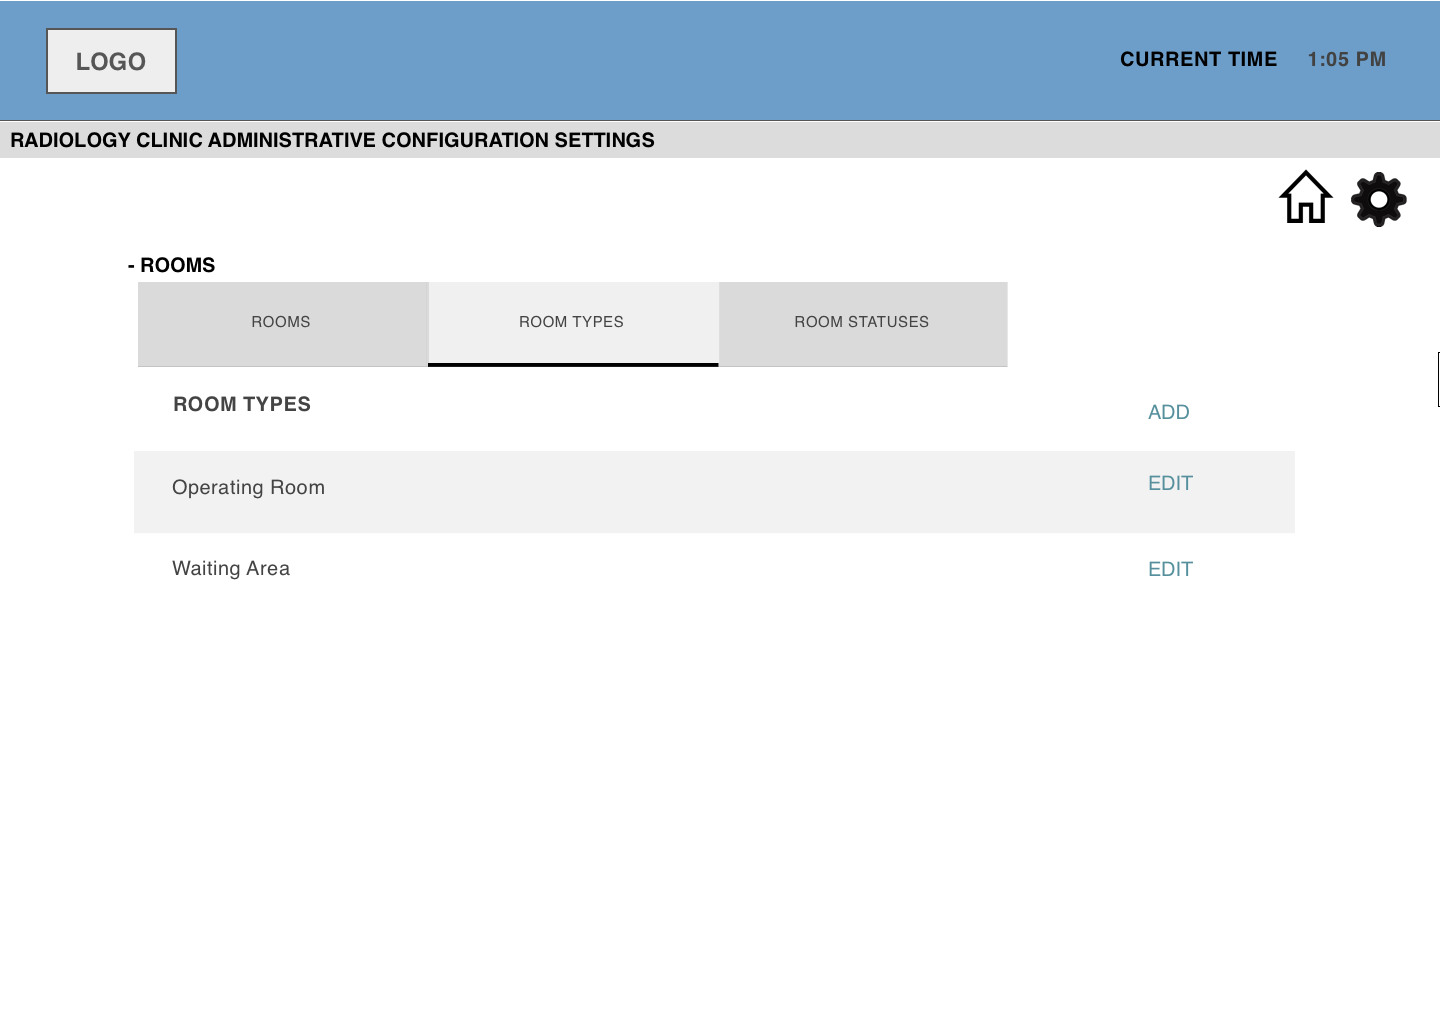 LOGO
CURRENT TIME 1:05 PM
RADIOLOGY CLINIC ADMINISTRATIVE CONFIGURATION SETTINGS
- ROOMS
ROOMS ROOM TYPES ROOM STATUSES
ROOM TYPES ADD
Operating Room EDIT
Waiting Area EDIT